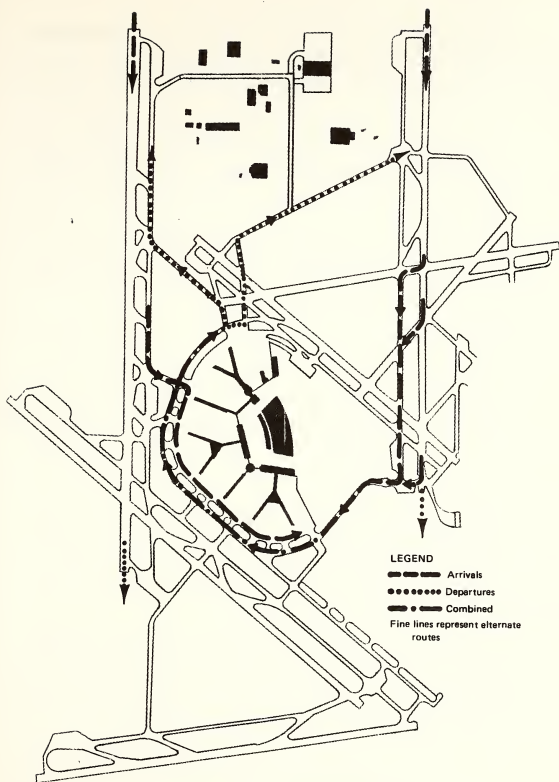 LEGEND
Arrivals
Departures
Combined
Fine lines represent elternate
routes